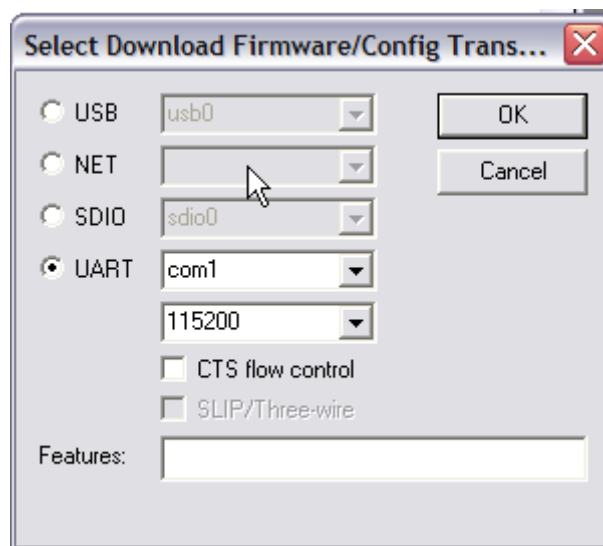 Select Download Firmware/Config Trans...
USB usb0 OK
NET Cancel
SDIO sdio0
UART com1
115200
CTS flow control
SLIP/Three-wire
Features: